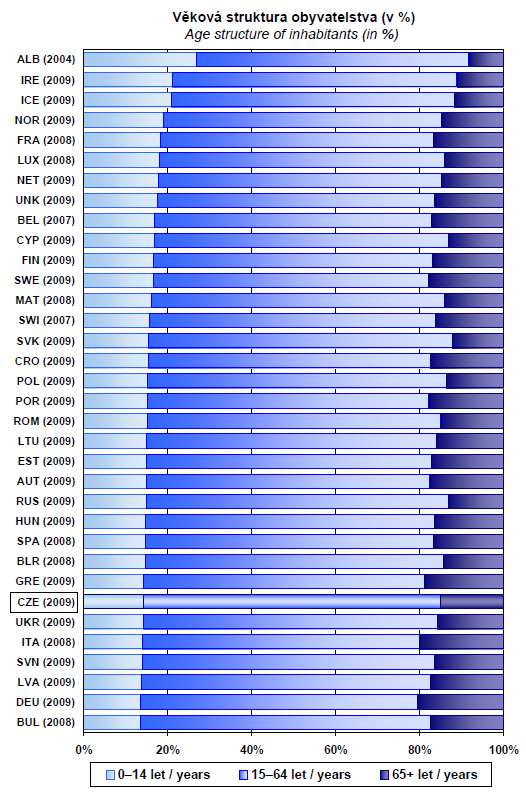 Věková struktura obyvatelstva (v %)
Age structure of inhabitants (in %)
ALB (2004)
IRE (2009)
ICE (2009)
NOR (2009)
FRA (2008)
LUX (2008)
NET (2009)
UNK (2009)
BEL (2007)
CYP (2009)
FIN (2009)
SWE (2009)
MAT (2008)
SWI (2007)
SVK (2009)
CRO (2009)
POL (2009)
POR (2009)
ROM (2009)
LTU (2009)
EST (2009)
AUT (2009)
RUS (2009)
HUN (2009)
SPA (2008)
BLR (2008)
GRE (2009)
CZE (2009)
UKR (2009)
ITA (2008)
SVN (2009)
LVA (2009)
DEU (2009)
BUL (2008)
0% 20% 40% 60% 80% 100%
0–14 let / years 15–64 let / years 65+ let / years